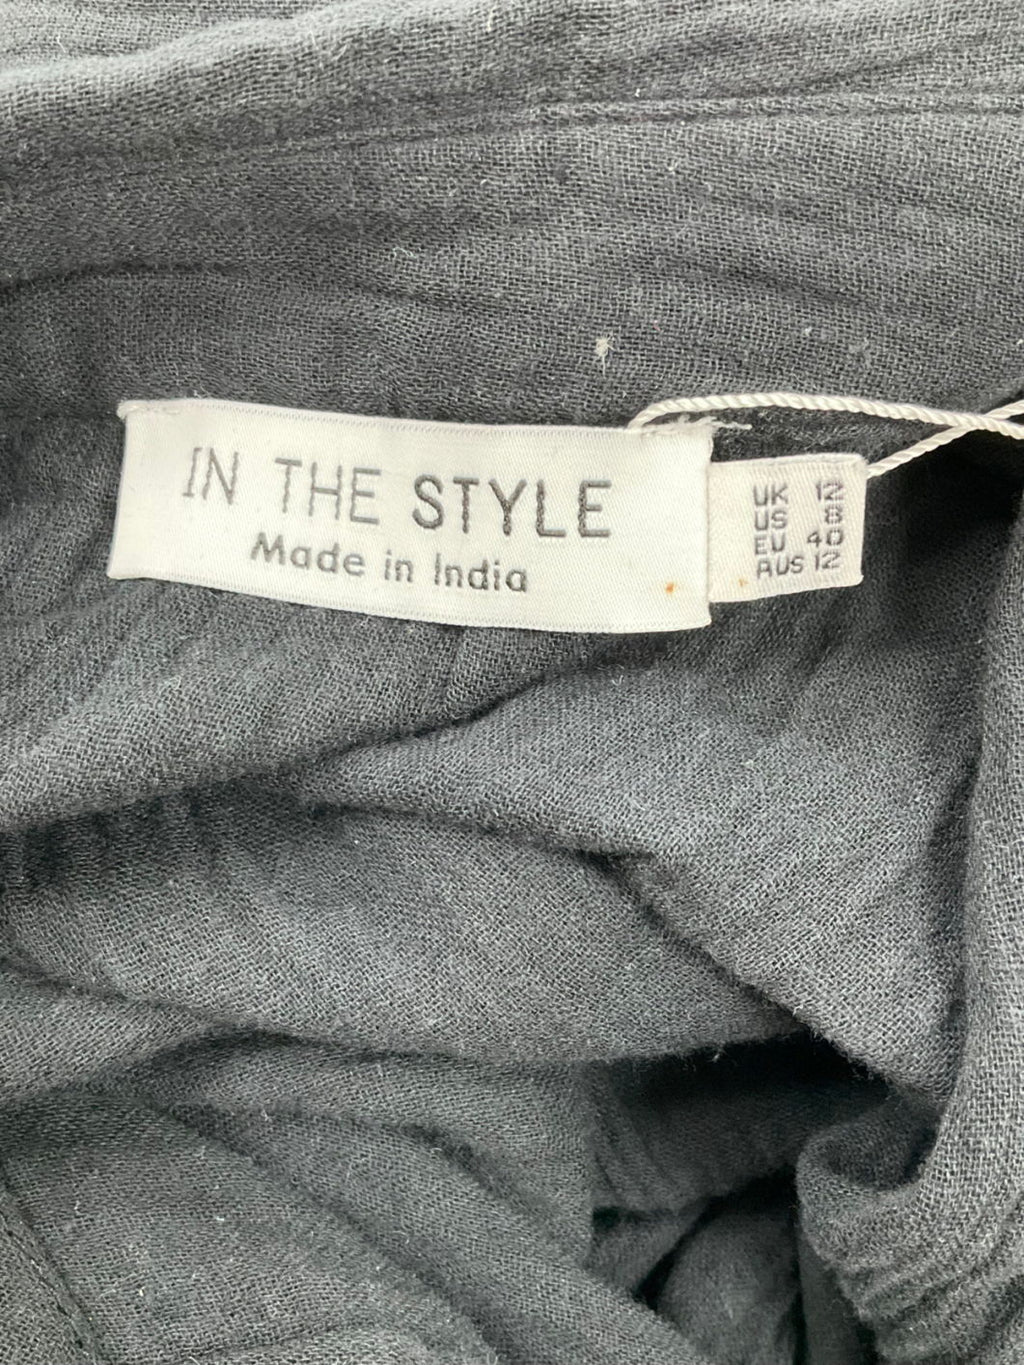 IN THE STYLE
Made in India
UK 12
US 8
EU 40
AUS 12